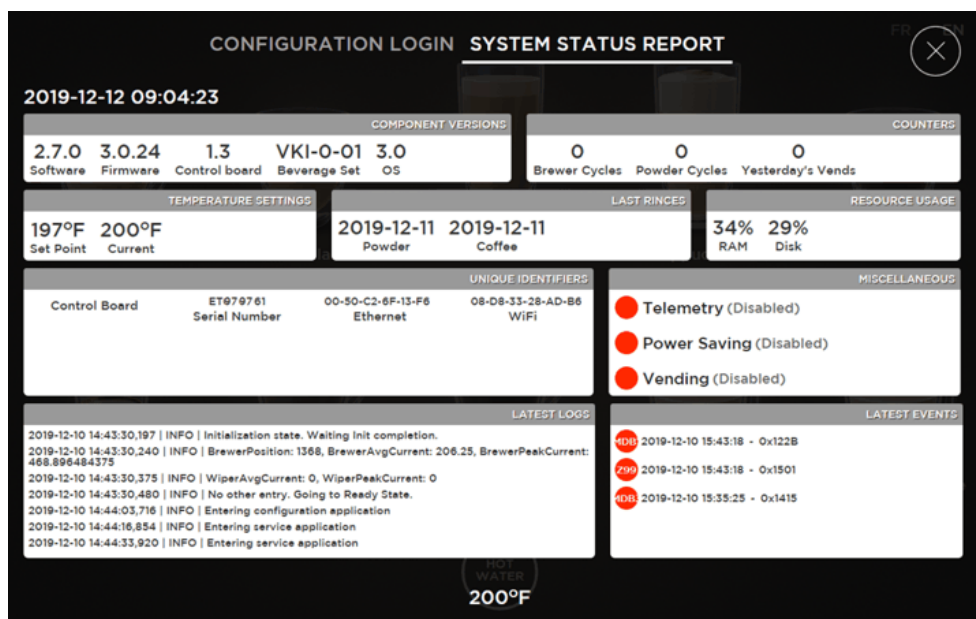 FR EN
CONFIGURATION LOGIN SYSTEM STATUS REPORT
2019-12-12 09:04:23
COMPONENT VERSIONS
2.7.0 3.0.24 1.3 VKI-0-01 3.0
Software Firmware Control board Beverage Set OS
COUNTERS
0 0 0
Brewer Cycles Powder Cycles Yesterday's Vends
TEMPERATURE SETTINGS
197°F 200°F
Set Point Current
LAST RINCES
2019-12-11 2019-12-11
Powder Coffee
RESOURCE USAGE
34% 29%
RAM Disk
UNIQUE IDENTIFIERS
Control Board ET979761 00-50-C2-6F-13-F6 08-D8-33-28-AD-B6
Serial Number Ethernet WiFi
MISCELLANEOUS
Telemetry (Disabled)
Power Saving (Disabled)
Vending (Disabled)
LATEST LOGS
2019-12-10 14:43:30,197 | INFO | Initialization state. Waiting Init completion.
2019-12-10 14:43:30,240 | INFO | BrewerPosition: 1368, BrewerAvgCurrent: 206.25, BrewerPeakCurrent:
468.896484375
2019-12-10 14:43:30,375 | INFO | WiperAvgCurrent: 0, WiperPeakCurrent: 0
2019-12-10 14:43:30,480 | INFO | No other entry. Going to Ready State.
2019-12-10 14:44:03,716 | INFO | Entering configuration application
2019-12-10 14:44:16,854 | INFO | Entering service application
2019-12-10 14:44:33,920 | INFO | Entering service application
LATEST EVENTS
MDB 2019-12-10 15:43:18 - 0x122B
Z99 2019-12-10 15:43:18 - 0x1501
MDB 2019-12-10 15:35:25 - 0x1415
HOT
WATER
200°F